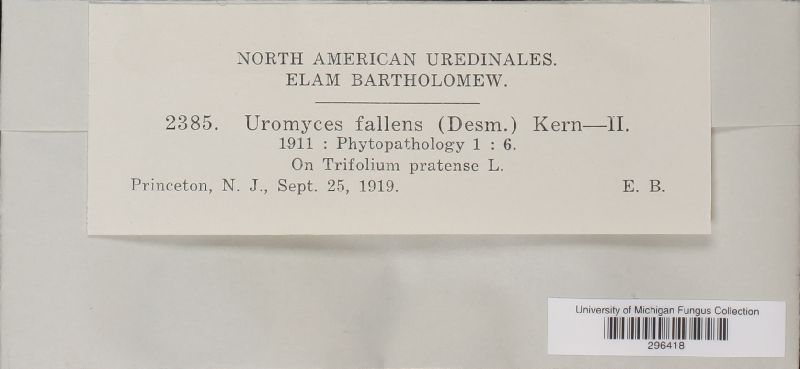 NORTH AMERICAN UREDINALES.
ELAM BARTHOLOMEW.
2385. Uromyces fallens (Desm.) Kern—II.
1911 : Phytopathology 1 : 6.
On Trifolium pratense L.
Princeton, N. J., Sept. 25, 1919. E. B.
University of Michigan Fungus Collection
296418